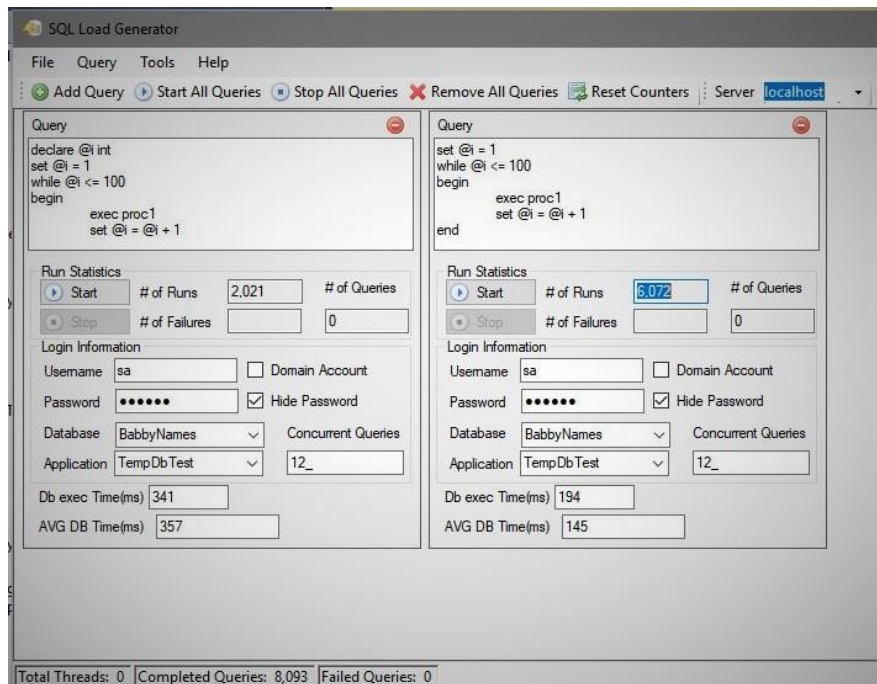 SQL Load Generator
File Query Tools Help
Add Query Start All Queries Stop All Queries Remove All Queries Reset Counters Server localhost
Query
declare @i int
set @i = 1
while @i <= 100
begin
exec proc1
set @i = @i + 1
Run Statistics
Start # of Runs 2,021 # of Queries
Stop # of Failures 0
Login Information
Username sa Domain Account
Password •••••• Hide Password
Database BabbyNames Concurrent Queries
Application TempDbTest 12_
Db exec Time(ms) 341
AVG DB Time(ms) 357
Query
set @i = 1
while @i <= 100
begin
exec proc1
set @i = @i + 1
end
Run Statistics
Start # of Runs 6,072 # of Queries
Stop # of Failures 0
Login Information
Username sa Domain Account
Password •••••• Hide Password
Database BabbyNames Concurrent Queries
Application TempDbTest 12_
Db exec Time(ms) 194
AVG DB Time(ms) 145
Total Threads: 0 Completed Queries: 8,093 Failed Queries: 0